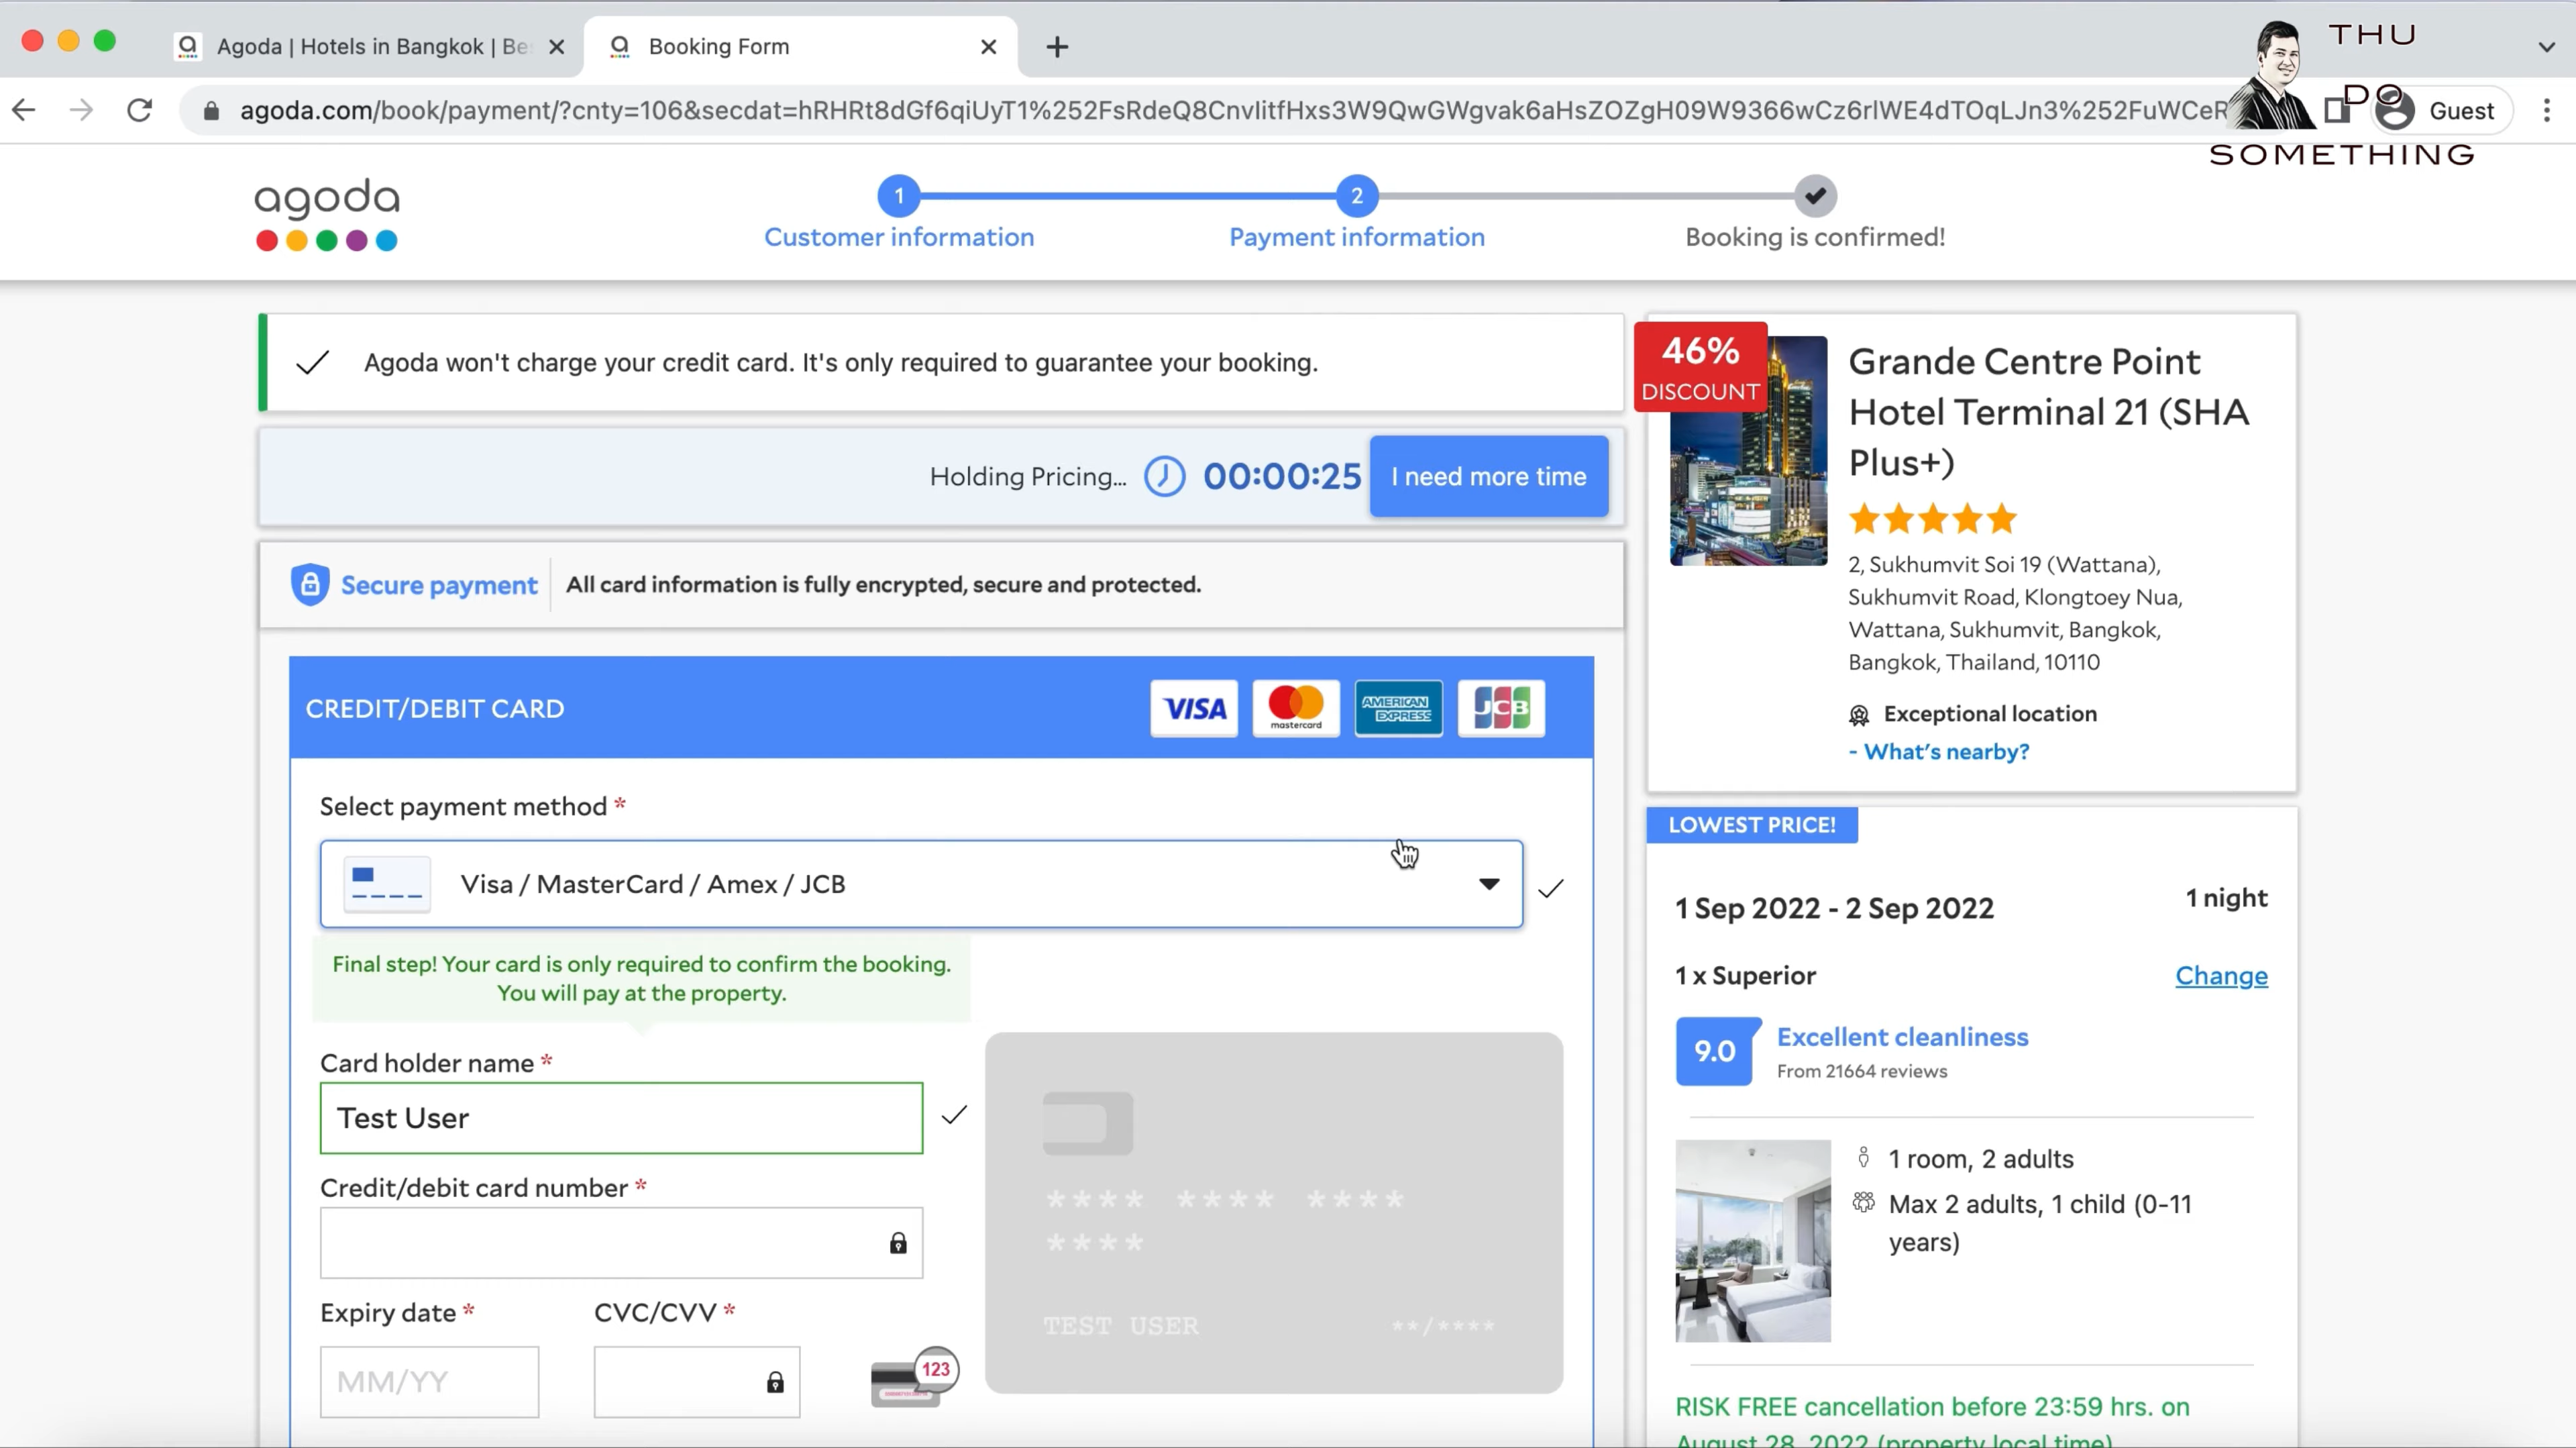 Agoda | Hotels in Bangkok | Be
Booking Form
THU
DO
SOMETHING
agoda.com/book/payment/?cnty=106&secdat=hRHRt8dGf6qiUyT1%252FsRdeQ8CnvIitfHxs3W9QwGWgvak6aHsZOZgH09W9366wCz6rlWE4dTOqLJn3%252FuWCeR
Guest
agoda
1
2
Customer information
Payment information
Booking is confirmed!
Agoda won't charge your credit card. It's only required to guarantee your booking.
Holding Pricing...
00:00:25
I need more time
Secure payment
All card information is fully encrypted, secure and protected.
CREDIT/DEBIT CARD
VISA
mastercard
AMERICAN
EXPRESS
JCB
Select payment method *
Visa / MasterCard / Amex / JCB
Final step! Your card is only required to confirm the booking.
You will pay at the property.
Card holder name *
Test User
Credit/debit card number *
Expiry date *
CVC/CVV *
MM/YY
123
**** **** ****
****
TEST USER
**/****
46%
DISCOUNT
Grande Centre Point
Hotel Terminal 21 (SHA
Plus+)
2, Sukhumvit Soi 19 (Wattana),
Sukhumvit Road, Klongtoey Nua,
Wattana, Sukhumvit, Bangkok,
Bangkok, Thailand, 10110
Exceptional location
- What's nearby?
LOWEST PRICE!
1 Sep 2022 - 2 Sep 2022
1 night
1 x Superior
Change
9.0
Excellent cleanliness
From 21664 reviews
1 room, 2 adults
Max 2 adults, 1 child (0-11
years)
RISK FREE cancellation before 23:59 hrs. on
August 28, 2022 (property local time)